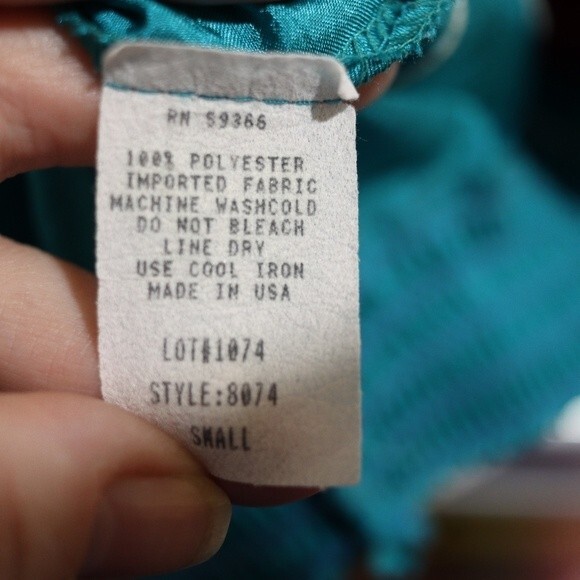 RN 59366
100% POLYESTER
IMPORTED FABRIC
MACHINE WASHCOLD
DO NOT BLEACH
LINE DRY
USE COOL IRON
MADE IN USA
LOT#1074
STYLE:8074
SMALL